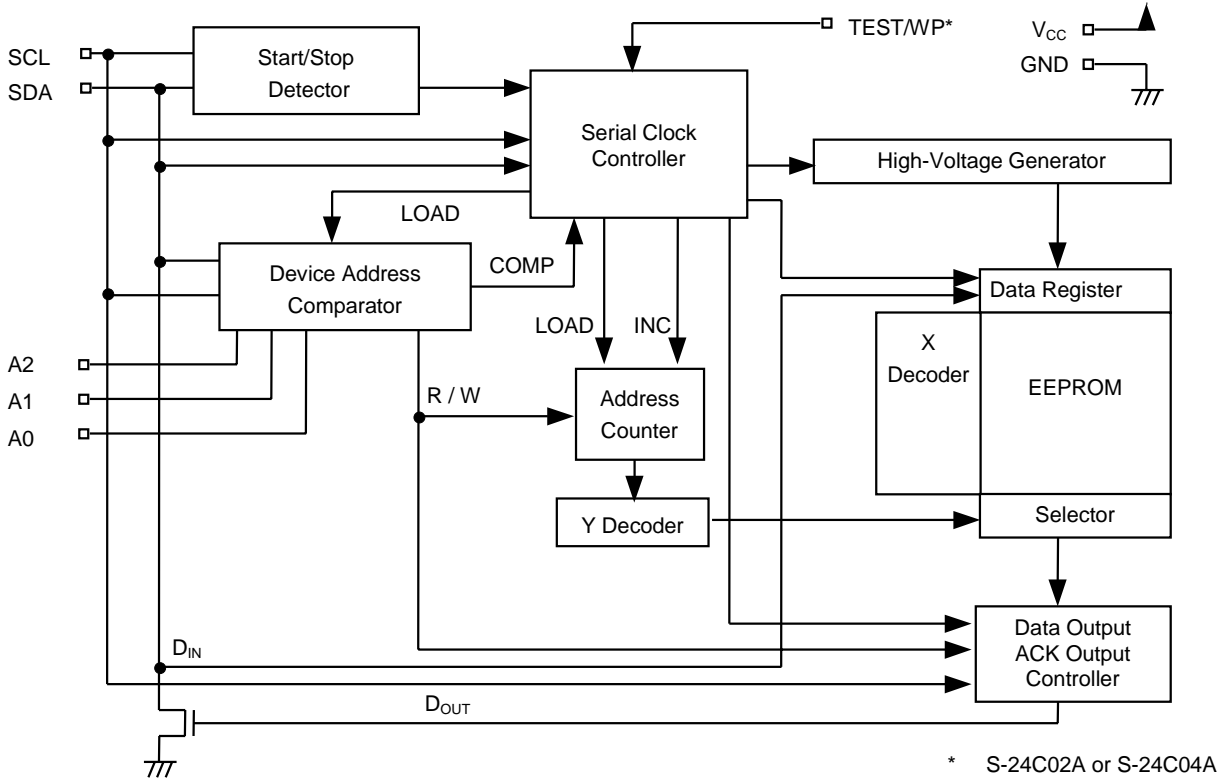 TEST/WP*
VCC
GND
SCL
SDA
Start/Stop
Detector
Serial Clock
Controller
High-Voltage Generator
LOAD
COMP
Device Address
Comparator
LOAD
INC
Data Register
X
Decoder
EEPROM
A2
A1
A0
R / W
Address
Counter
Y Decoder
Selector
DIN
Data Output
ACK Output
Controller
DOUT
* S-24C02A or S-24C04A